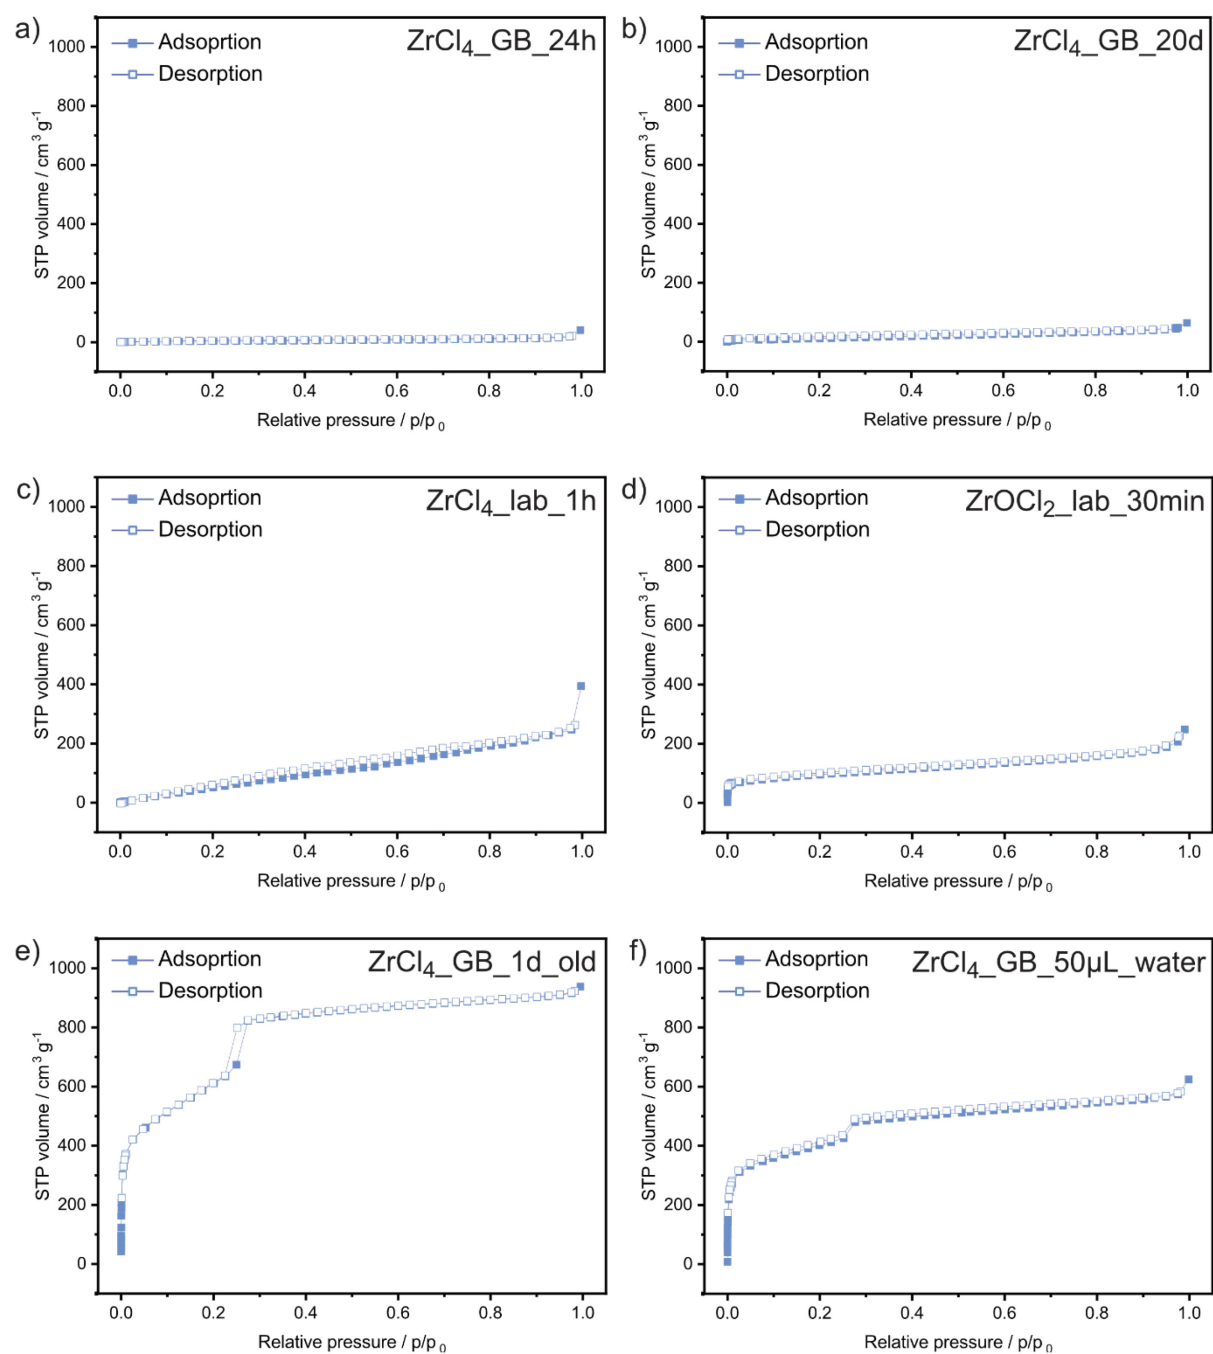 a)
ZrCl₄_GB_24h
Adsoprtion
Desorption
1000
800
600
400
200
0
STP volume / cm³ g⁻¹
0.0 0.2 0.4 0.6 0.8 1.0
Relative pressure / p/p₀
b)
ZrCl₄_GB_20d
Adsoprtion
Desorption
1000
800
600
400
200
0
STP volume / cm³ g⁻¹
0.0 0.2 0.4 0.6 0.8 1.0
Relative pressure / p/p₀
c)
ZrCl₄_lab_1h
Adsoprtion
Desorption
1000
800
600
400
200
0
STP volume / cm³ g⁻¹
0.0 0.2 0.4 0.6 0.8 1.0
Relative pressure / p/p₀
d)
ZrOCl₂_lab_30min
Adsoprtion
Desorption
1000
800
600
400
200
0
STP volume / cm³ g⁻¹
0.0 0.2 0.4 0.6 0.8 1.0
Relative pressure / p/p₀
e)
ZrCl₄_GB_1d_old
Adsoprtion
Desorption
1000
800
600
400
200
0
STP volume / cm³ g⁻¹
0.0 0.2 0.4 0.6 0.8 1.0
Relative pressure / p/p₀
f)
ZrCl₄_GB_50µL_water
Adsoprtion
Desorption
1000
800
600
400
200
0
STP volume / cm³ g⁻¹
0.0 0.2 0.4 0.6 0.8 1.0
Relative pressure / p/p₀